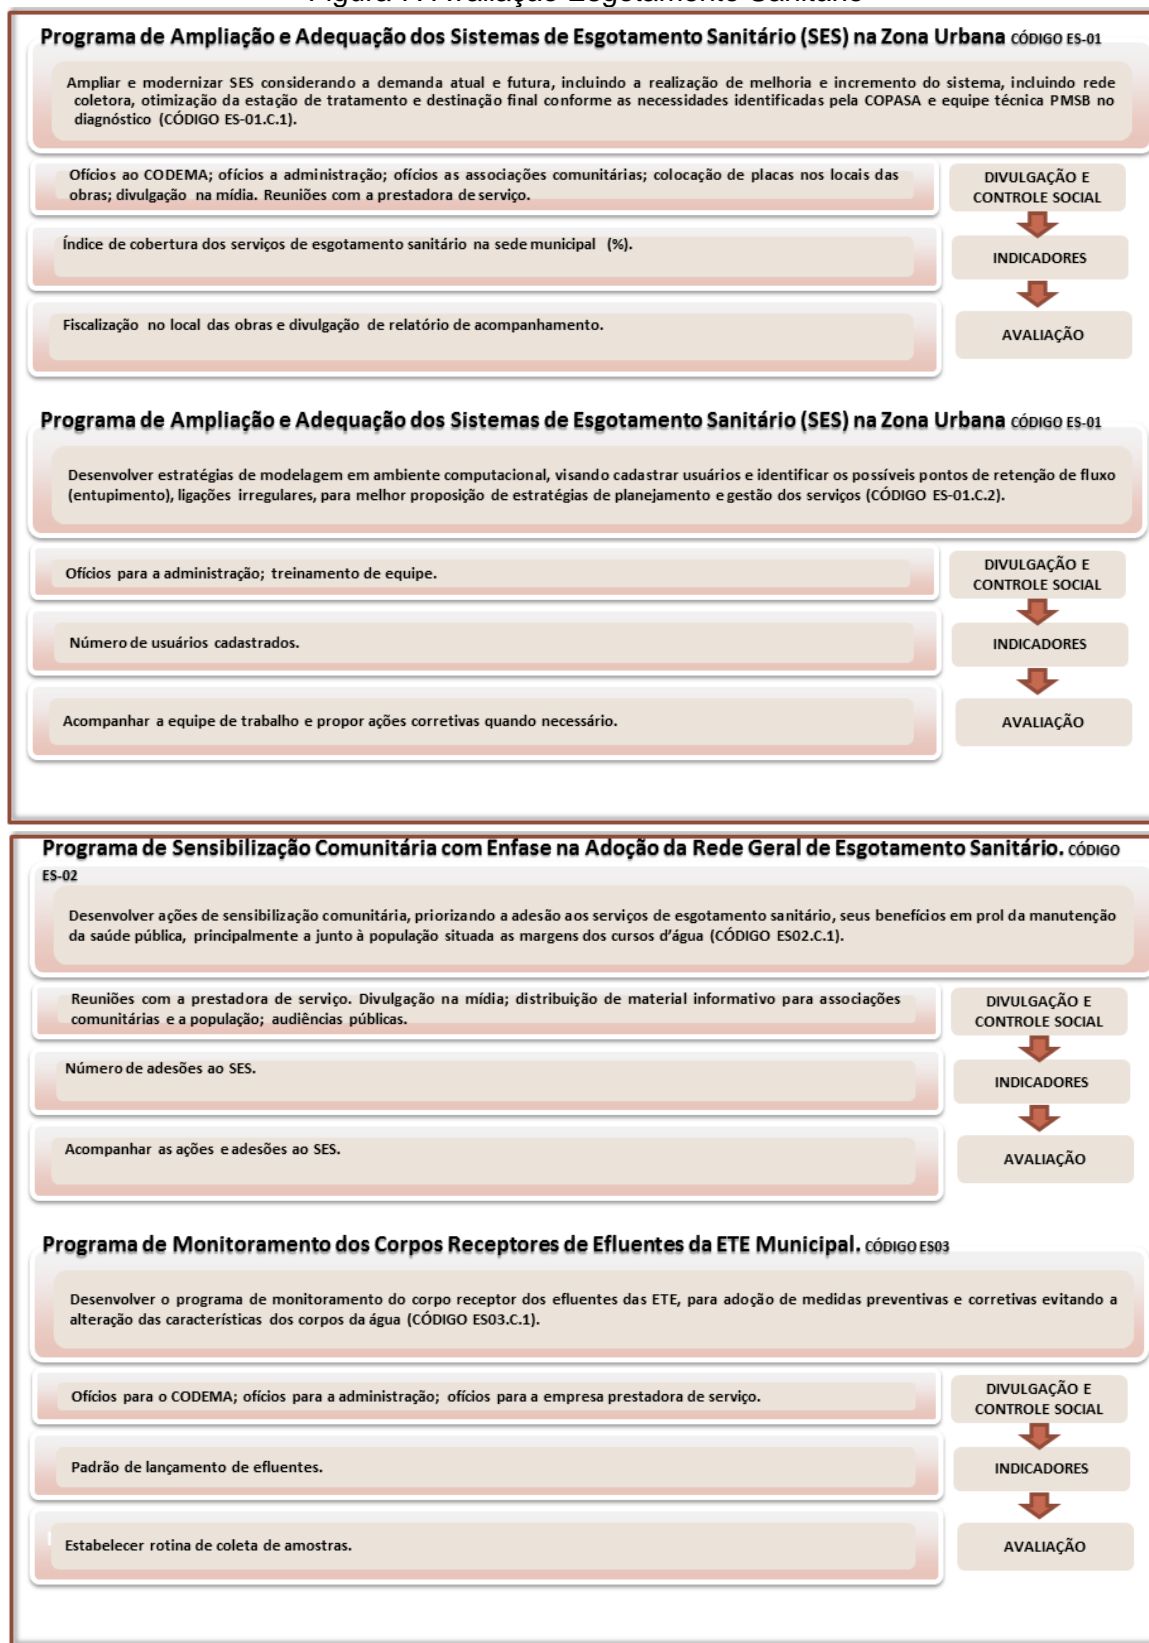 Figura 7: Avaliação Esgotamento Sanitário
Programa de Ampliação e Adequação dos Sistemas de Esgotamento Sanitário (SES) na Zona Urbana CÓDIGO ES-01
Ampliar e modernizar SES considerando a demanda atual e futura, incluindo a realização de melhoria e incremento do sistema, incluindo rede
coletora, otimização da estação de tratamento e destinação final conforme as necessidades identificadas pela COPASA e equipe técnica PMSB no
diagnóstico (CÓDIGO ES-01.C.1).
Ofícios ao CODEMA; ofícios a administração; ofícios as associações comunitárias; colocação de placas nos locais das
obras; divulgação na mídia. Reuniões com a prestadora de serviço.
DIVULGAÇÃO E
CONTROLE SOCIAL
Índice de cobertura dos serviços de esgotamento sanitário na sede municipal (%).
INDICADORES
Fiscalização no local das obras e divulgação de relatório de acompanhamento.
AVALIAÇÃO
Programa de Ampliação e Adequação dos Sistemas de Esgotamento Sanitário (SES) na Zona Urbana CÓDIGO ES-01
Desenvolver estratégias de modelagem em ambiente computacional, visando cadastrar usuários e identificar os possíveis pontos de retenção de fluxo
(entupimento), ligações irregulares, para melhor proposição de estratégias de planejamento e gestão dos serviços (CÓDIGO ES-01.C.2).
Ofícios para a administração; treinamento de equipe.
DIVULGAÇÃO E
CONTROLE SOCIAL
Número de usuários cadastrados.
INDICADORES
Acompanhar a equipe de trabalho e propor ações corretivas quando necessário.
AVALIAÇÃO
Programa de Sensibilização Comunitária com Enfase na Adoção da Rede Geral de Esgotamento Sanitário. CÓDIGO
ES-02
Desenvolver ações de sensibilização comunitária, priorizando a adesão aos serviços de esgotamento sanitário, seus benefícios em prol da manutenção
da saúde pública, principalmente a junto à população situada as margens dos cursos d'água (CÓDIGO ES02.C.1).
Reuniões com a prestadora de serviço. Divulgação na mídia; distribuição de material informativo para associações
comunitárias e a população; audiências públicas.
DIVULGAÇÃO E
CONTROLE SOCIAL
Número de adesões ao SES.
INDICADORES
Acompanhar as ações e adesões ao SES.
AVALIAÇÃO
Programa de Monitoramento dos Corpos Receptores de Efluentes da ETE Municipal. CÓDIGO ES03
Desenvolver o programa de monitoramento do corpo receptor dos efluentes das ETE, para adoção de medidas preventivas e corretivas evitando a
alteração das características dos corpos da água (CÓDIGO ES03.C.1).
Ofícios para o CODEMA; ofícios para a administração; ofícios para a empresa prestadora de serviço.
DIVULGAÇÃO E
CONTROLE SOCIAL
Padrão de lançamento de efluentes.
INDICADORES
Estabelecer rotina de coleta de amostras.
AVALIAÇÃO